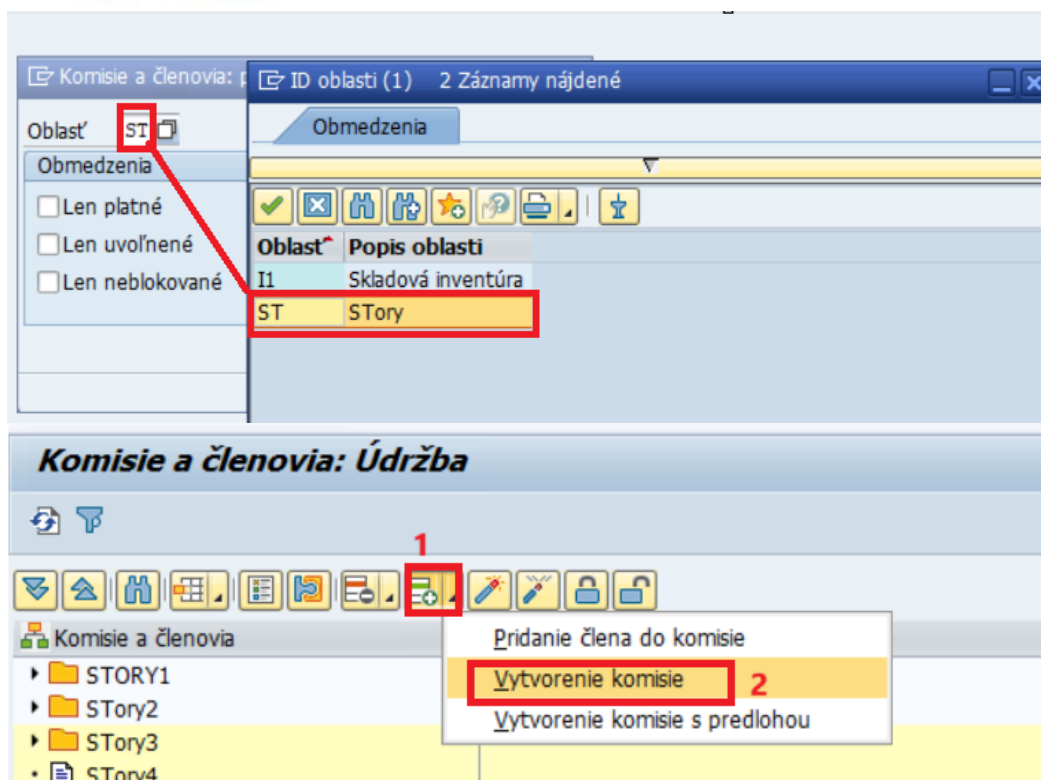 Komisie a členovia:
ID oblasti (1) 2 Záznamy nájdené
Oblasť ST
Obmedzenia
Obmedzenia
Len platné
Len uvoľnené
Len neblokované
Oblasť Popis oblasti
I1 Skladová inventúra
ST STory
Komisie a členovia: Údržba
1
Komisie a členovia
Pridanie člena do komisie
STORY1
Vytvorenie komisie 2
STory2
Vytvorenie komisie s predlohou
STory3
STory4